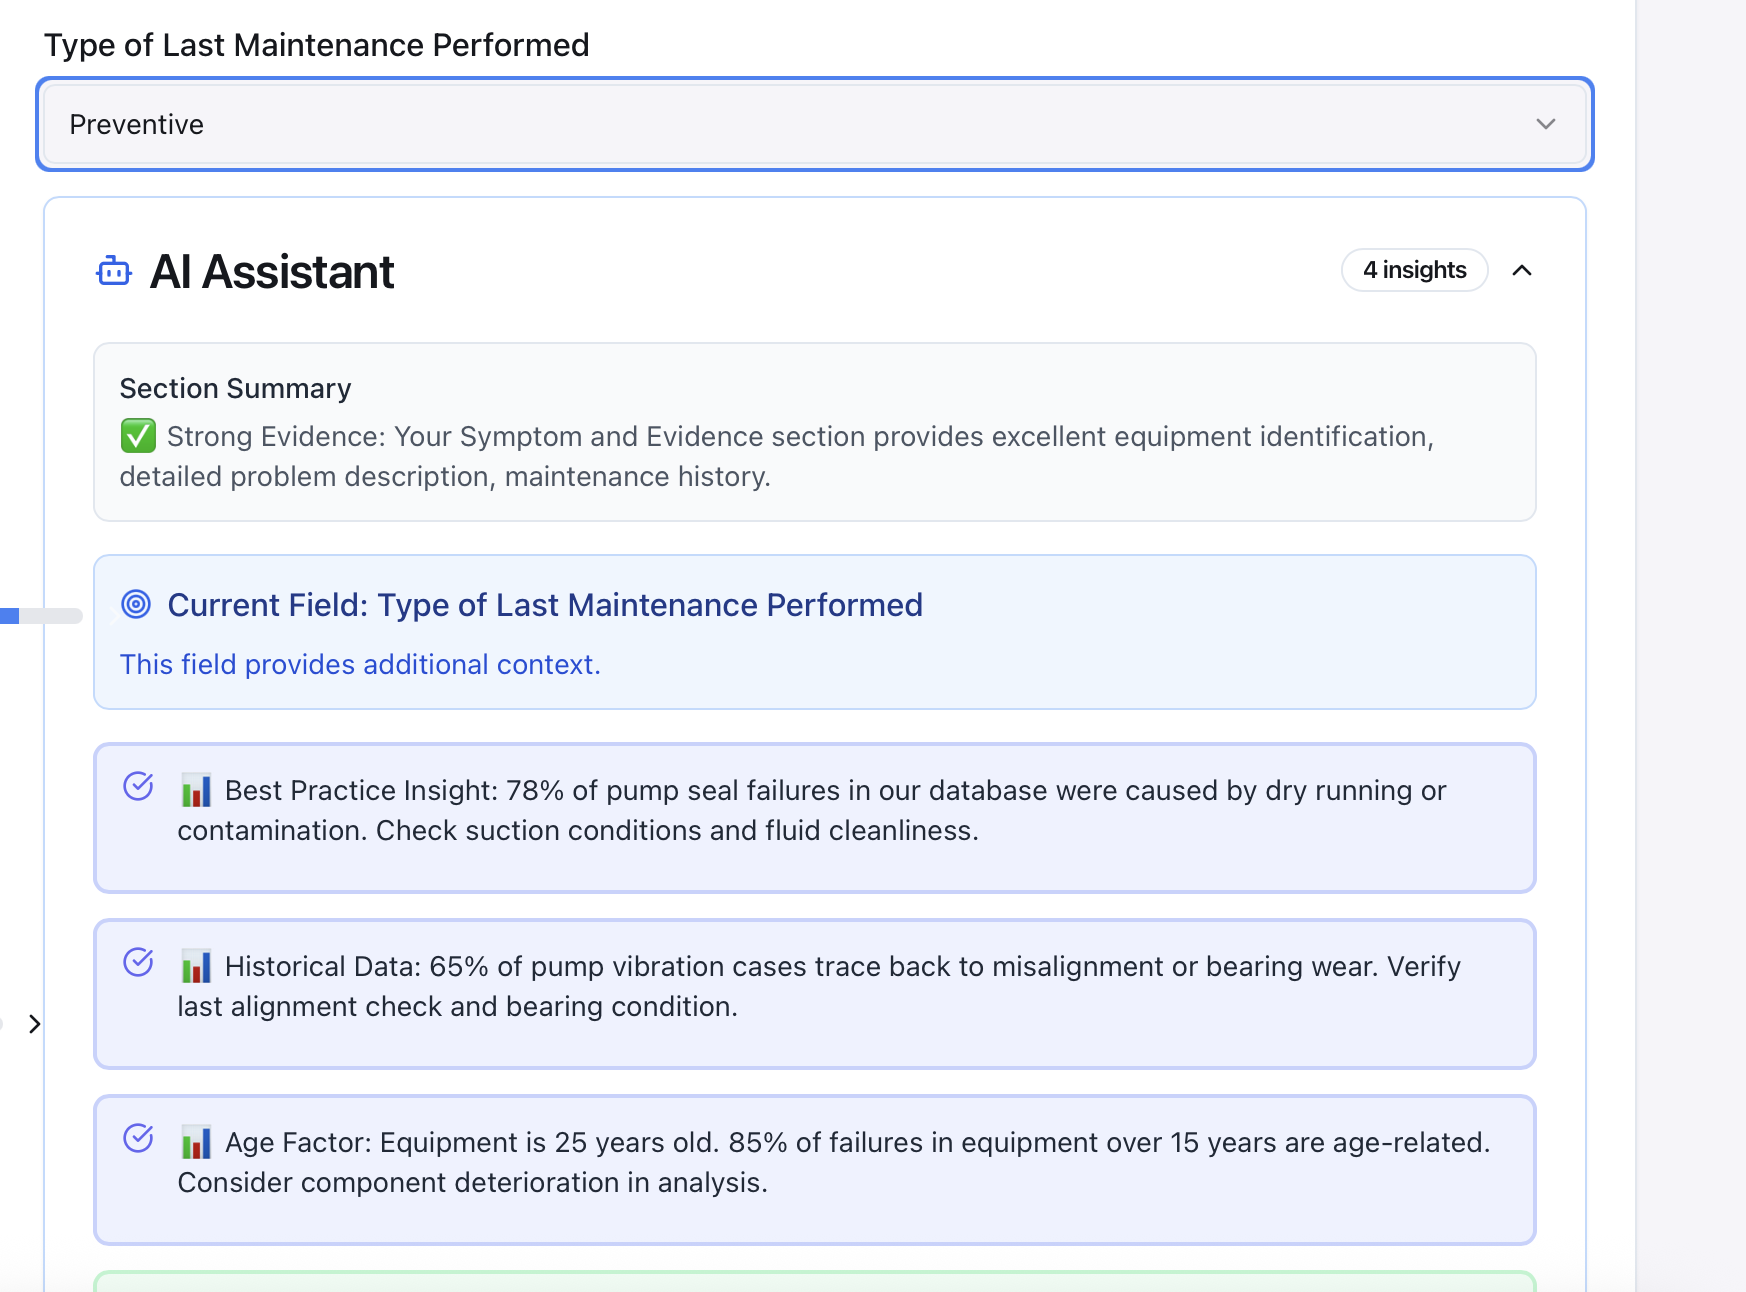 Type of Last Maintenance Performed
Preventive
AI Assistant
4 insights
Section Summary
✅ Strong Evidence: Your Symptom and Evidence section provides excellent equipment identification,
detailed problem description, maintenance history.
Current Field: Type of Last Maintenance Performed
This field provides additional context.
📊 Best Practice Insight: 78% of pump seal failures in our database were caused by dry running or
contamination. Check suction conditions and fluid cleanliness.
📊 Historical Data: 65% of pump vibration cases trace back to misalignment or bearing wear. Verify
last alignment check and bearing condition.
📊 Age Factor: Equipment is 25 years old. 85% of failures in equipment over 15 years are age-related.
Consider component deterioration in analysis.